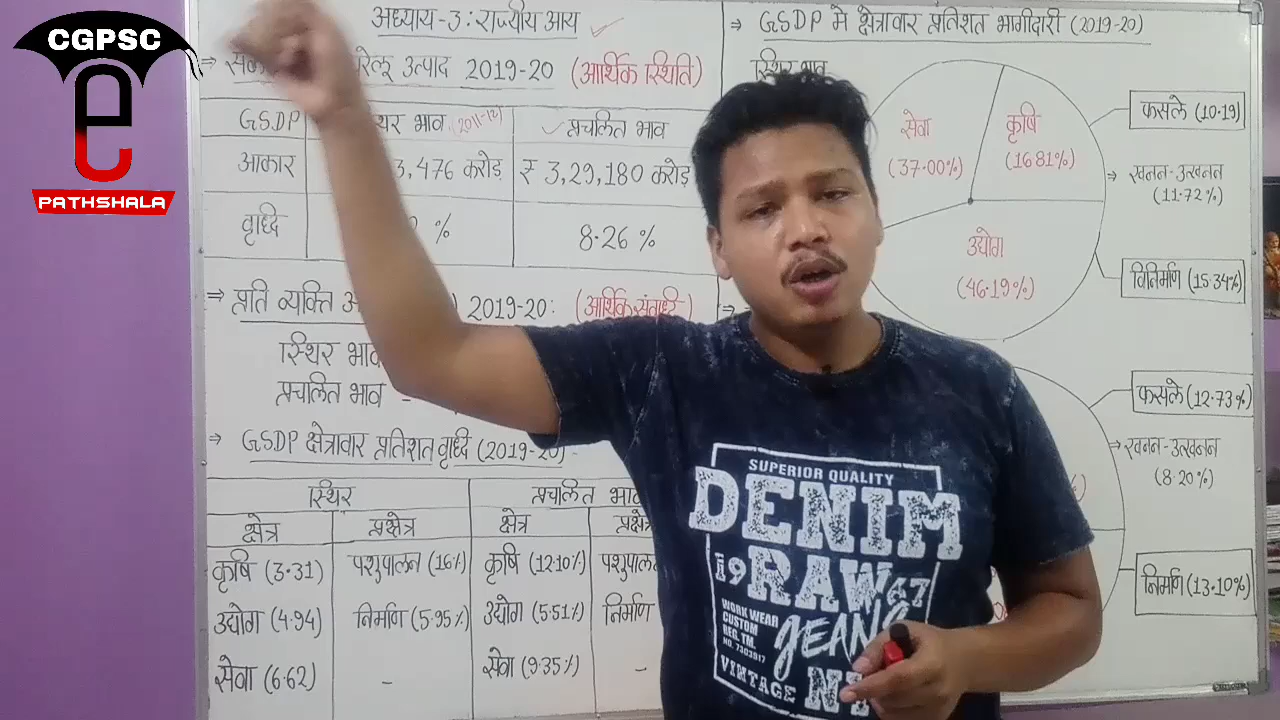 CGPSC
e
PATHSHALA
अध्याय-3: राज्यीय आय
⇒ घरेलू उत्पाद 2019-20 (आर्थिक स्थिति)
GSDP भाव (2011-12) ✓प्रचलित भाव
आकार 3,476 करोड़ ₹ 3,29,180 करोड़
वृध्दि % 8.26 %
⇒ प्रति व्यक्ति 2019-20: (आर्थिक संवृध्दि)
स्थिर भाव
प्रचलित भाव -
⇒ GSDP क्षेत्रावार प्रतिशत वृध्दि (2019-20)-
स्थिर प्रचलित भाव
क्षेत्र प्रक्षेत्र क्षेत्र प्रक्षेत्र
कृषि (3.31) पशुपालन (16%) कृषि (12.10%) पशुपालन
उद्योग (4.94) निर्माण (5.95%) उद्योग (5.51%) निर्माण
सेवा (6.62) - सेवा (9.35%) -
⇒ GSDP मे क्षेत्रावार प्रतिशत भागीदारी (2019-20)
स्थिर भाव
सेवा
(37.00%)
कृषि
(16.81%)
उद्योग
(46.19%)
फसले (10.19)
⇒ खनन-उत्खनन
(11.72%)
विनिर्माण (15.34%)
फसले (12.73%)
→ खनन-उत्खनन
(8.20%)
निर्माण (13.10%)
SUPERIOR QUALITY
DENIM
19 RAW 67
WORK WEAR
CUSTOM
REG. TM.
NO. 7303917
JEANS
VINTAGE